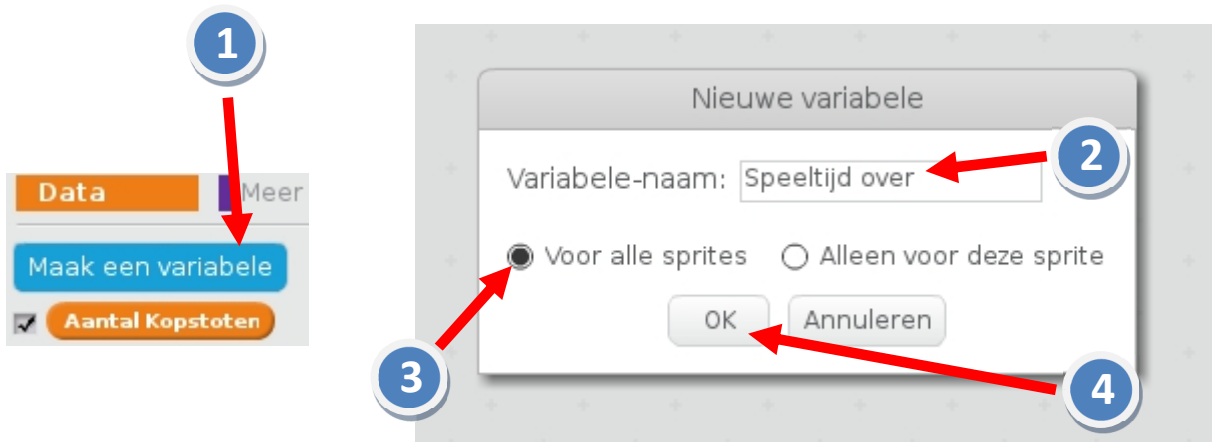 1
Data Meer
Maak een variabele
Aantal Kopstoten
Nieuwe variabele
Variabele-naam: Speeltijd over
2
Voor alle sprites Alleen voor deze sprite
OK Annuleren
3
4